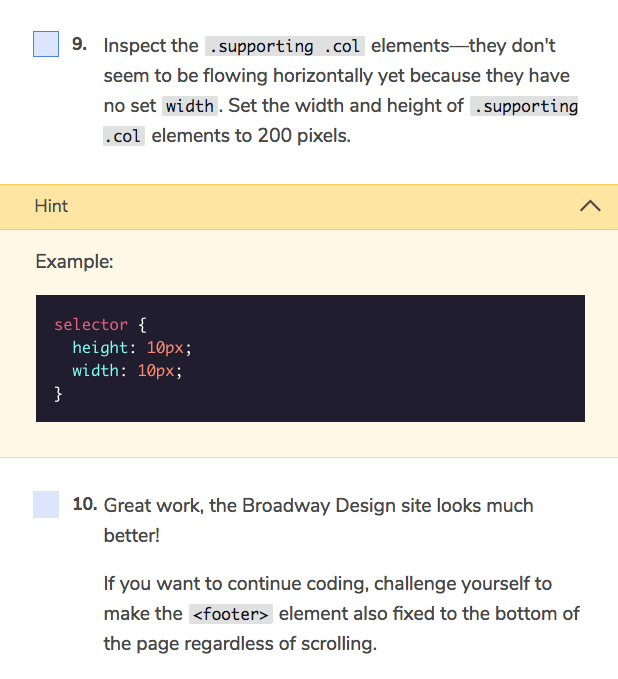 9. Inspect the .supporting .col elements—they don't
seem to be flowing horizontally yet because they have
no set width. Set the width and height of .supporting
.col elements to 200 pixels.
Hint
Example:
selector {
  height: 10px;
  width: 10px;
}
10. Great work, the Broadway Design site looks much
better!
If you want to continue coding, challenge yourself to
make the <footer> element also fixed to the bottom of
the page regardless of scrolling.